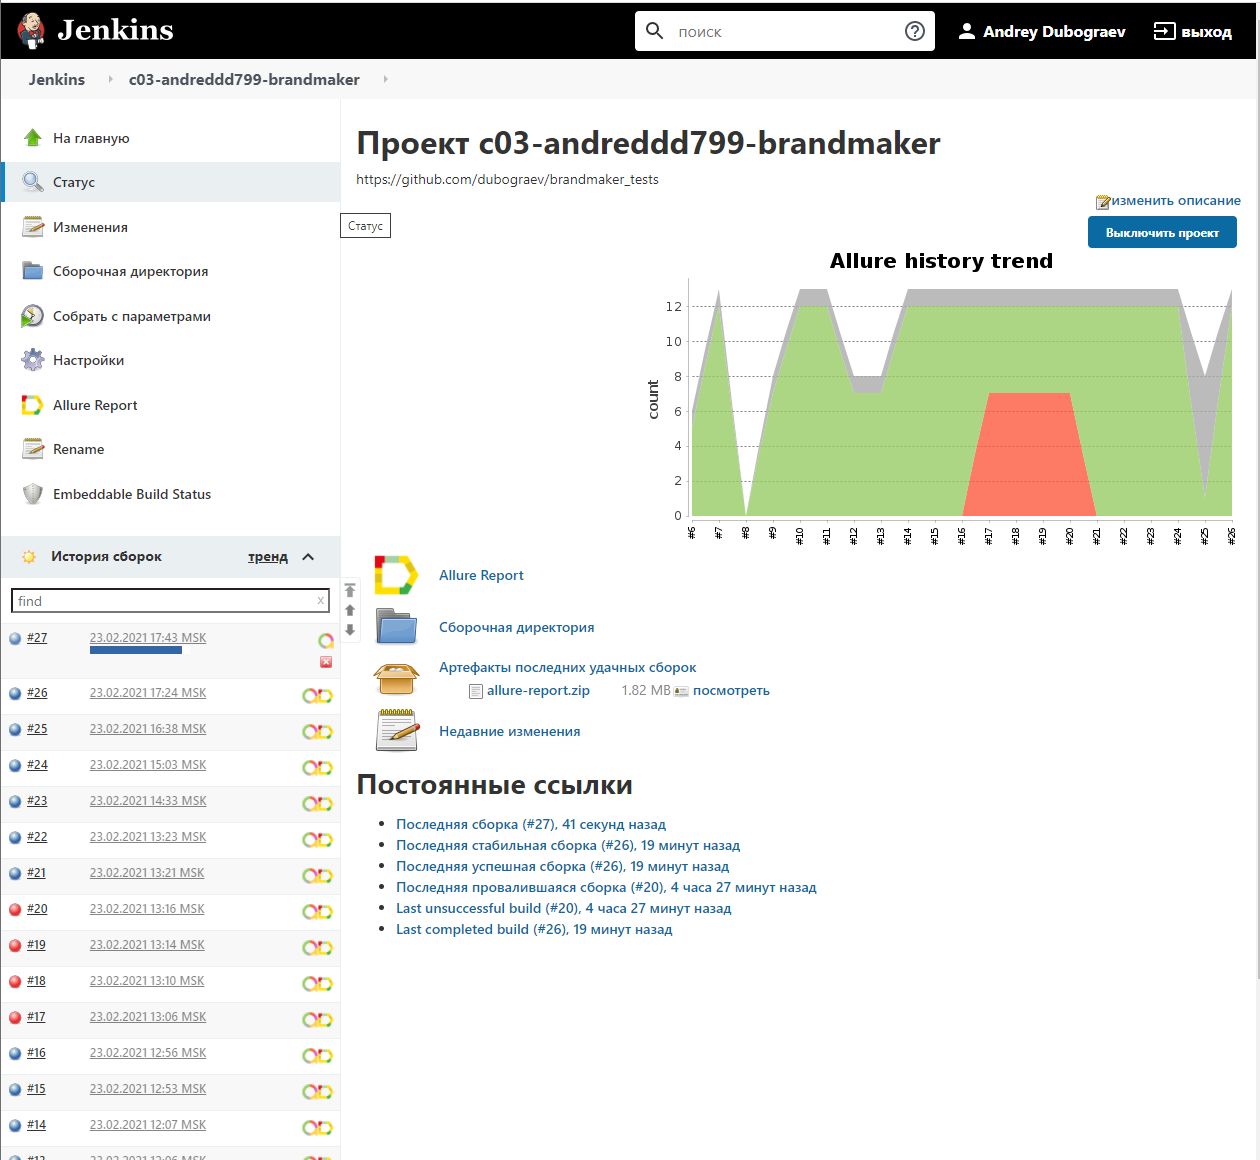 Jenkins
поиск
Andrey Dubograev
выход
Jenkins
c03-andreddd799-brandmaker
На главную
Статус
Изменения
Сборочная директория
Собрать с параметрами
Настройки
Allure Report
Rename
Embeddable Build Status
История сборок
тренд
find
x
#27 23.02.2021 17:43 MSK
#26 23.02.2021 17:24 MSK
#25 23.02.2021 16:38 MSK
#24 23.02.2021 15:03 MSK
#23 23.02.2021 14:33 MSK
#22 23.02.2021 13:23 MSK
#21 23.02.2021 13:21 MSK
#20 23.02.2021 13:16 MSK
#19 23.02.2021 13:14 MSK
#18 23.02.2021 13:10 MSK
#17 23.02.2021 13:06 MSK
#16 23.02.2021 12:56 MSK
#15 23.02.2021 12:53 MSK
#14 23.02.2021 12:07 MSK
Проект c03-andreddd799-brandmaker
https://github.com/dubograev/brandmaker_tests
изменить описание
Статус
Выключить проект
Allure history trend
count
12
10
8
6
4
2
0
#6 #7 #8 #9 #10 #11 #12 #13 #14 #15 #16 #17 #18 #19 #20 #21 #22 #23 #24 #25 #26
Allure Report
Сборочная директория
Артефакты последних удачных сборок
allure-report.zip 1.82 MB посмотреть
Недавние изменения
Постоянные ссылки
Последняя сборка (#27), 41 секунд назад
Последняя стабильная сборка (#26), 19 минут назад
Последняя успешная сборка (#26), 19 минут назад
Последняя провалившаяся сборка (#20), 4 часа 27 минут назад
Last unsuccessful build (#20), 4 часа 27 минут назад
Last completed build (#26), 19 минут назад